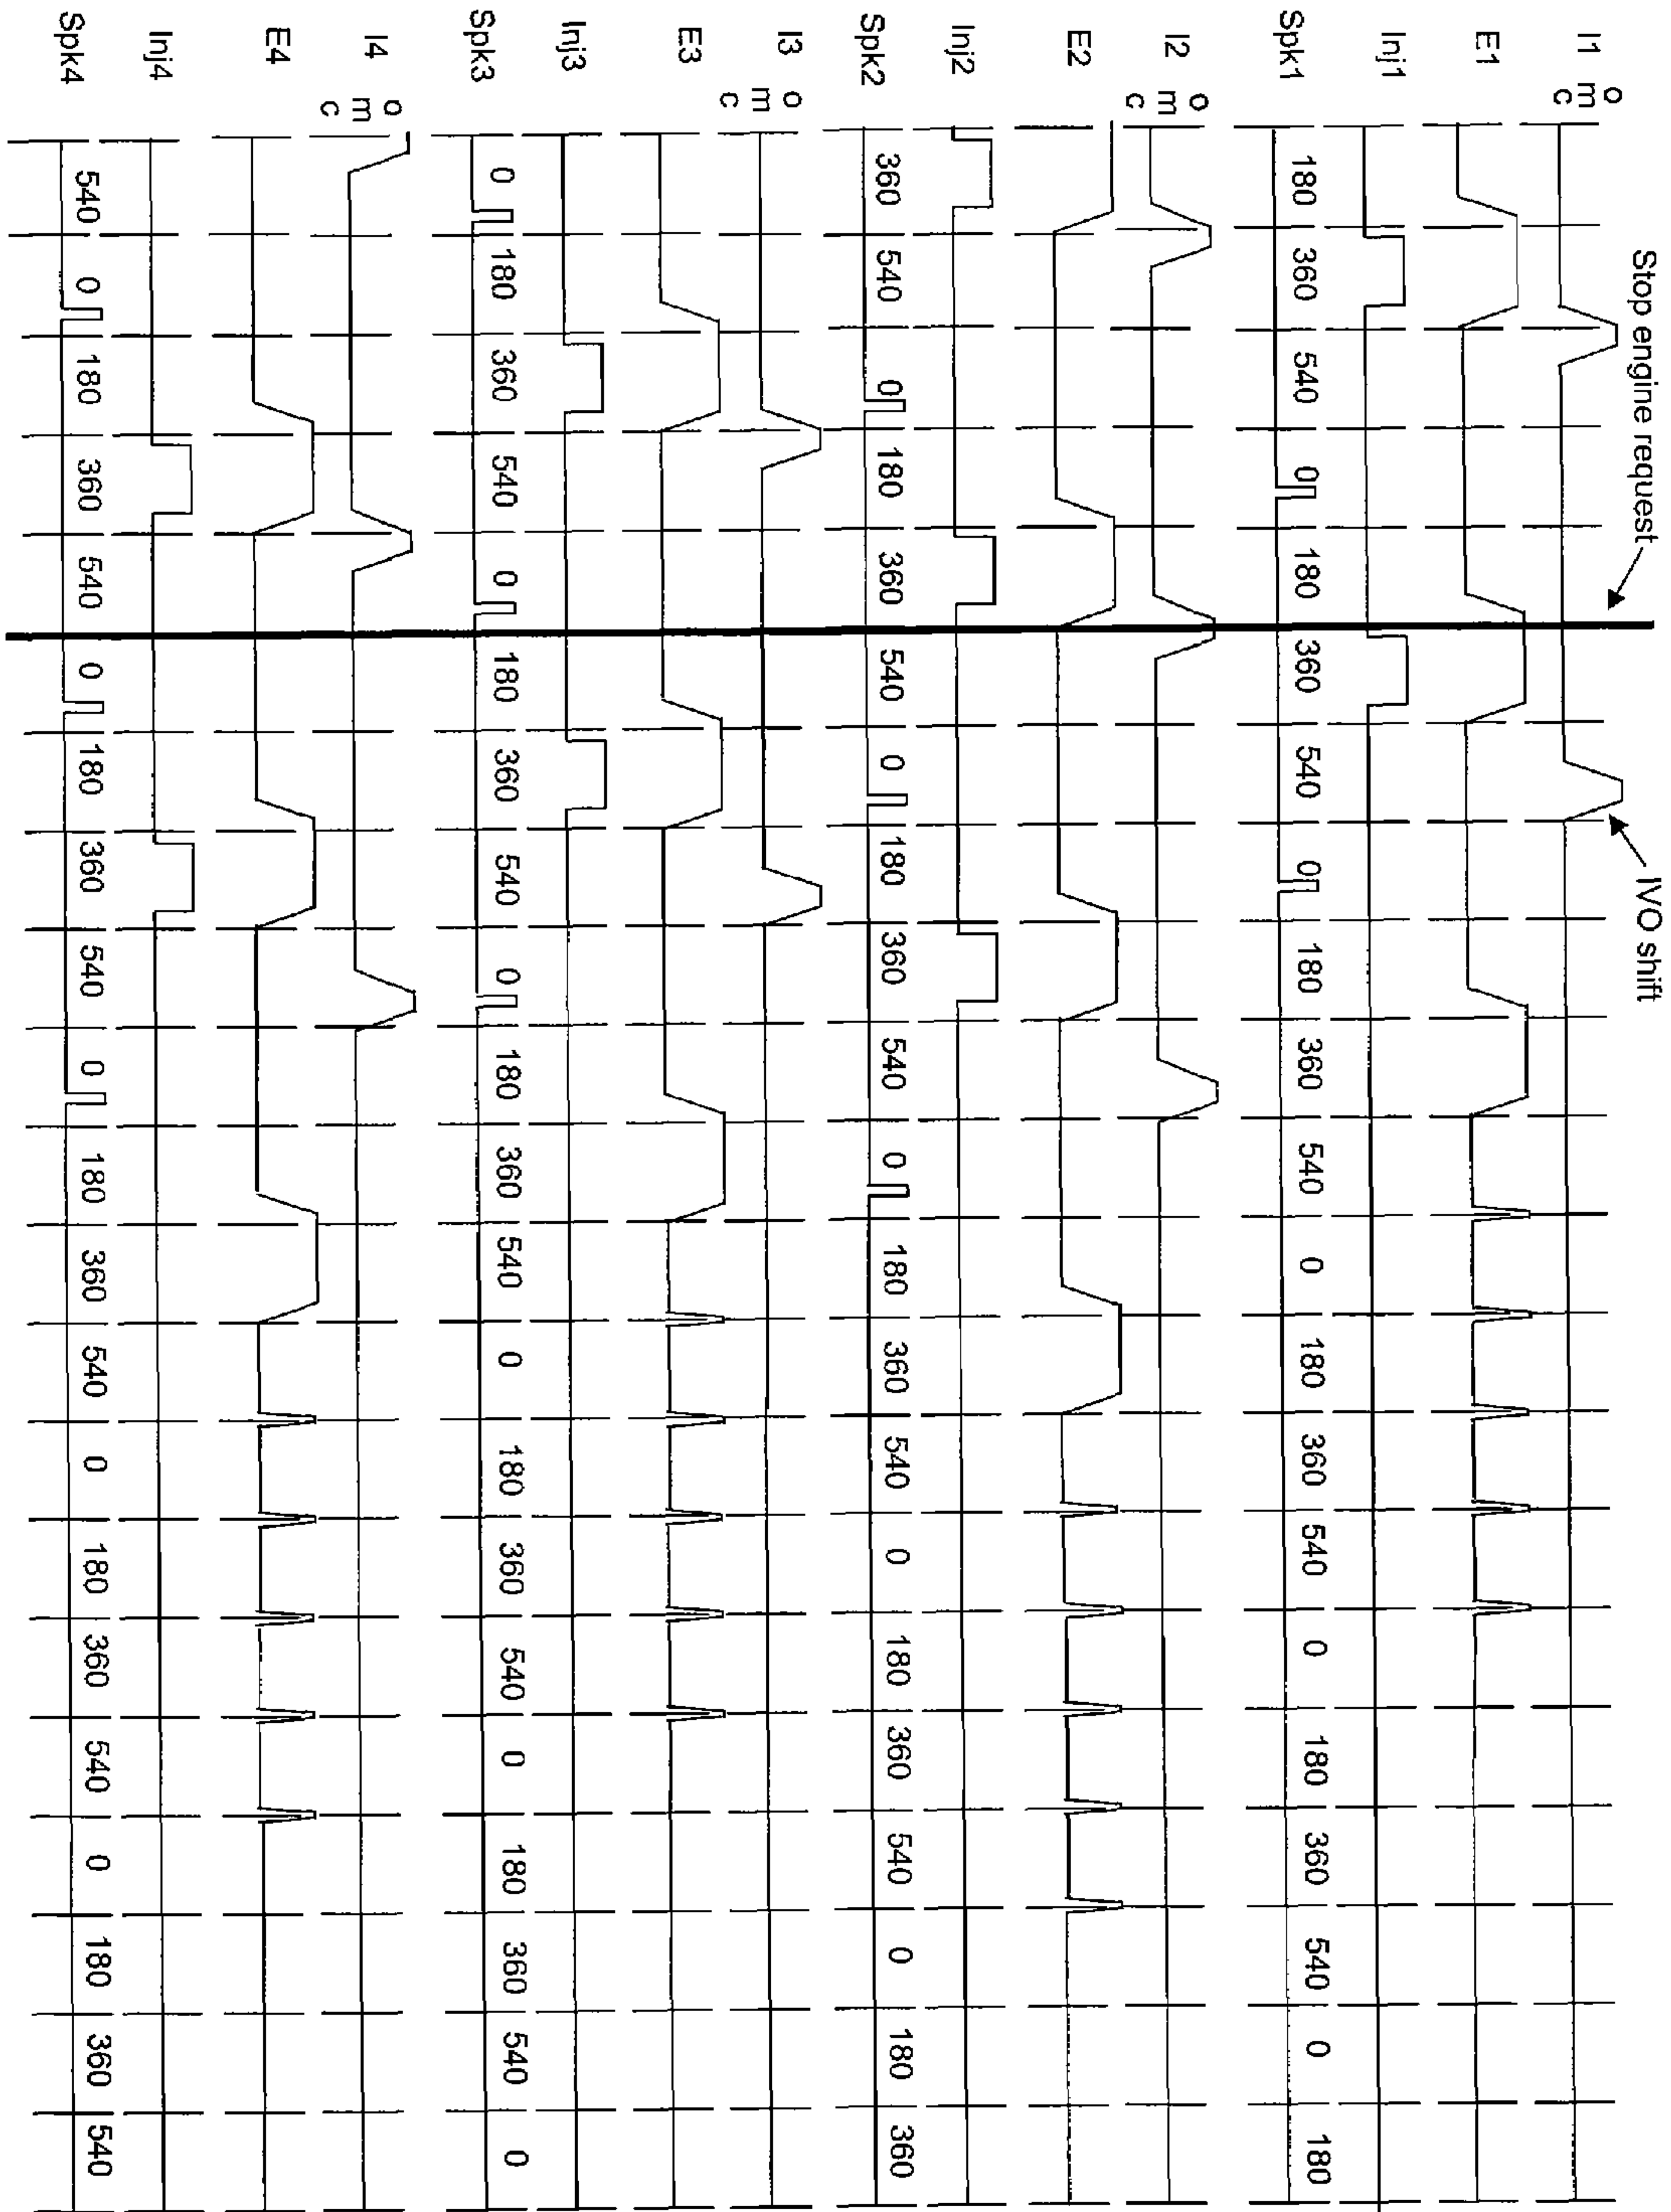 Stop engine request
IVO shift
o
I1 m
c
E1
Inj1
180 360 540 0 180 360 540 0 180 360 540 0 180 360 540 0 180 360 540 0 180
Spk1
o
I2 m
c
E2
Inj2
360 540 0 180 360 540 0 180 360 540 0 180 360 540 0 180 360 540 0 180 360
Spk2
o
I3 m
c
E3
Inj3
0 180 360 540 0 180 360 540 0 180 360 540 0 180 360 540 0 180 360 540 0
Spk3
o
I4 m
c
E4
Inj4
540 0 180 360 540 0 180 360 540 0 180 360 540 0 180 360 540 0 180 360 540
Spk4